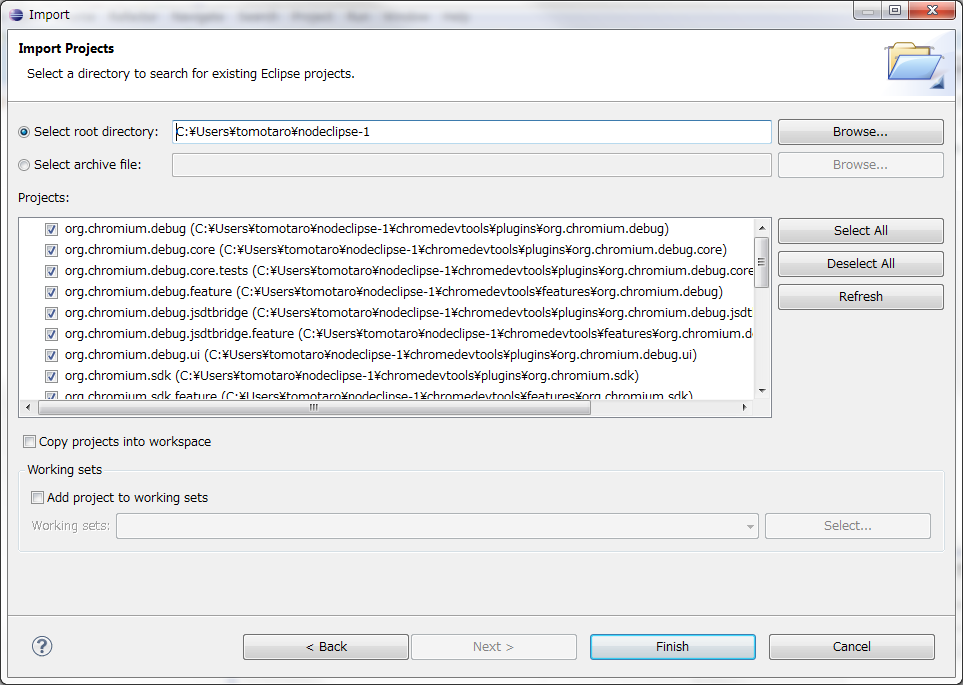 Import
Import Projects
Select a directory to search for existing Eclipse projects.
Select root directory: C:¥Users¥tomotaro¥nodeclipse-1 Browse...
Select archive file: Browse...
Projects:
org.chromium.debug (C:¥Users¥tomotaro¥nodeclipse-1¥chromedevtools¥plugins¥org.chromium.debug)
org.chromium.debug.core (C:¥Users¥tomotaro¥nodeclipse-1¥chromedevtools¥plugins¥org.chromium.debug.core)
org.chromium.debug.core.tests (C:¥Users¥tomotaro¥nodeclipse-1¥chromedevtools¥plugins¥org.chromium.debug.core
org.chromium.debug.feature (C:¥Users¥tomotaro¥nodeclipse-1¥chromedevtools¥features¥org.chromium.debug)
org.chromium.debug.jsdtbridge (C:¥Users¥tomotaro¥nodeclipse-1¥chromedevtools¥plugins¥org.chromium.debug.jsdt
org.chromium.debug.jsdtbridge.feature (C:¥Users¥tomotaro¥nodeclipse-1¥chromedevtools¥features¥org.chromium.d
org.chromium.debug.ui (C:¥Users¥tomotaro¥nodeclipse-1¥chromedevtools¥plugins¥org.chromium.debug.ui)
org.chromium.sdk (C:¥Users¥tomotaro¥nodeclipse-1¥chromedevtools¥plugins¥org.chromium.sdk)
org.chromium.sdk.feature (C:¥Users¥tomotaro¥nodeclipse-1¥chromedevtools¥features¥org.chromium.sdk)
Select All
Deselect All
Refresh
Copy projects into workspace
Working sets
Add project to working sets
Working sets: Select...
< Back Next > Finish Cancel